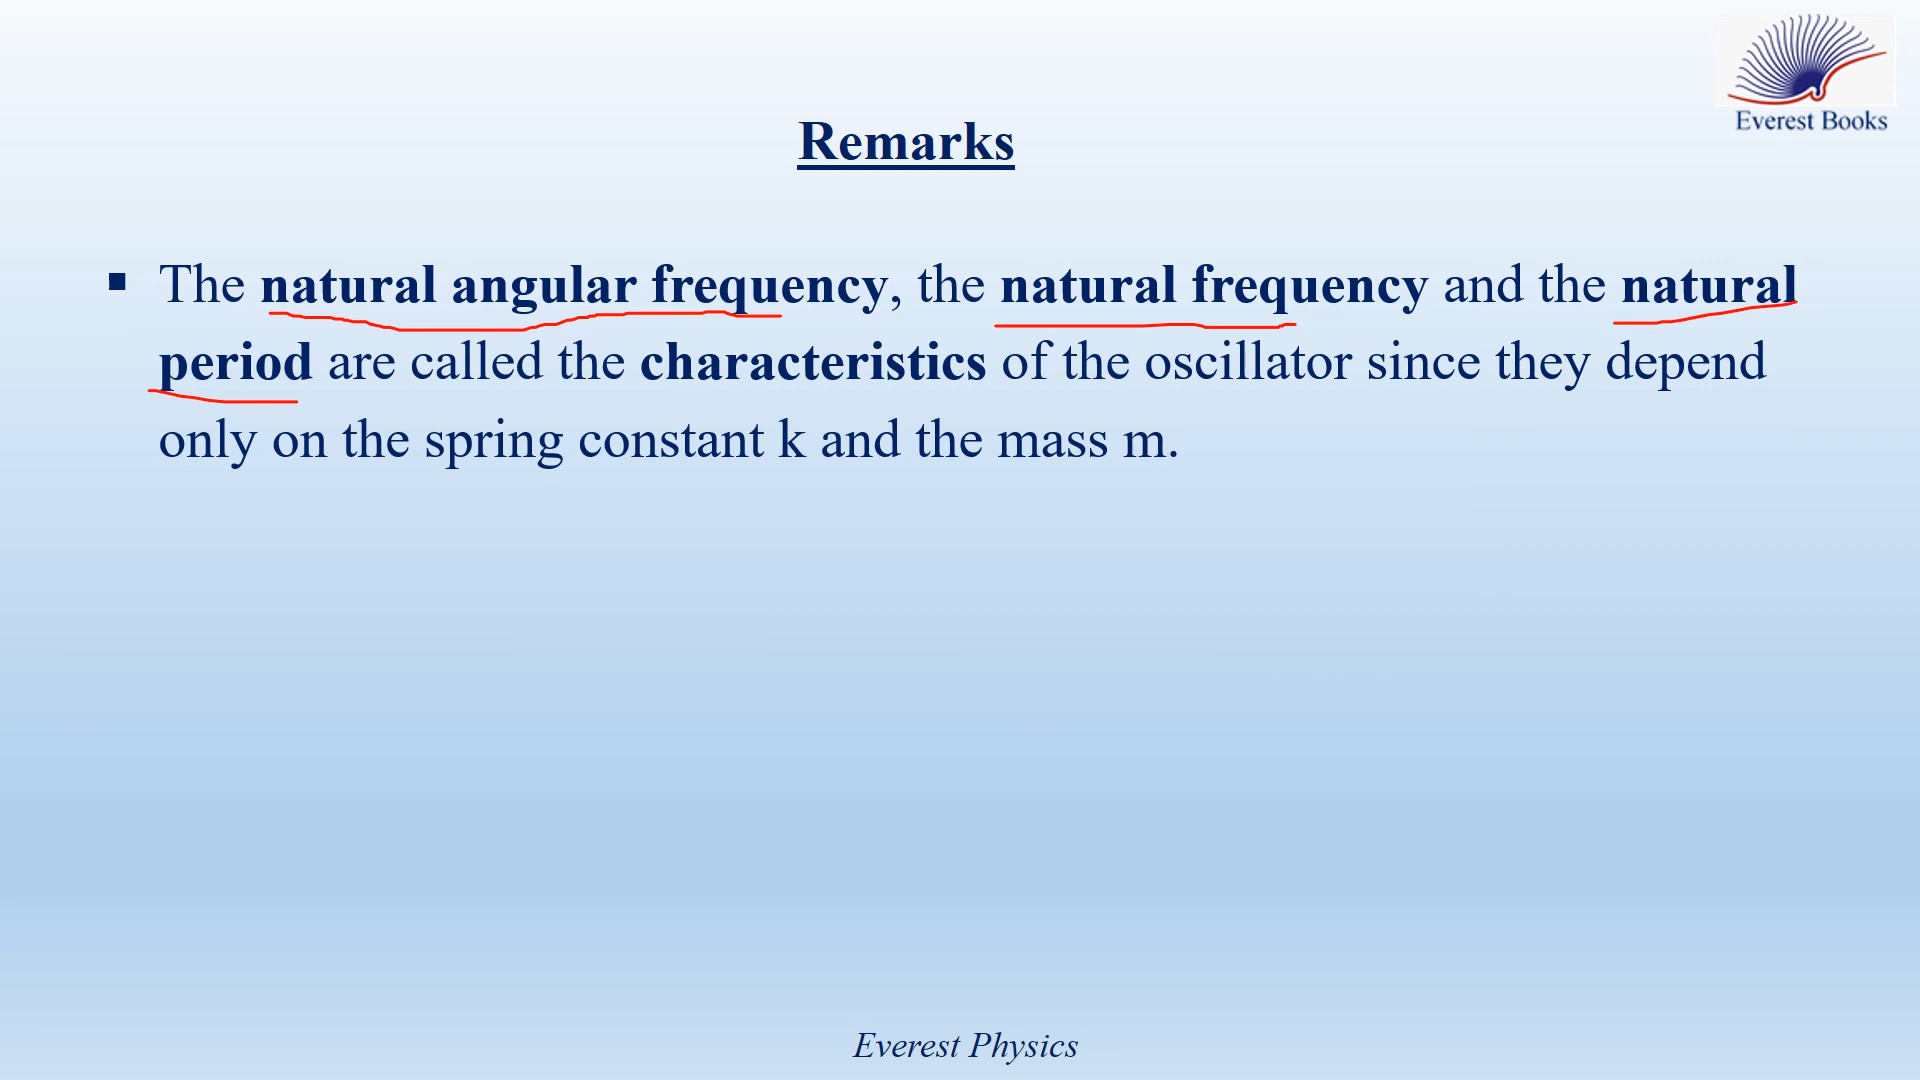 Everest Books
Remarks
▪ The natural angular frequency, the natural frequency and the natural
period are called the characteristics of the oscillator since they depend
only on the spring constant k and the mass m.
Everest Physics